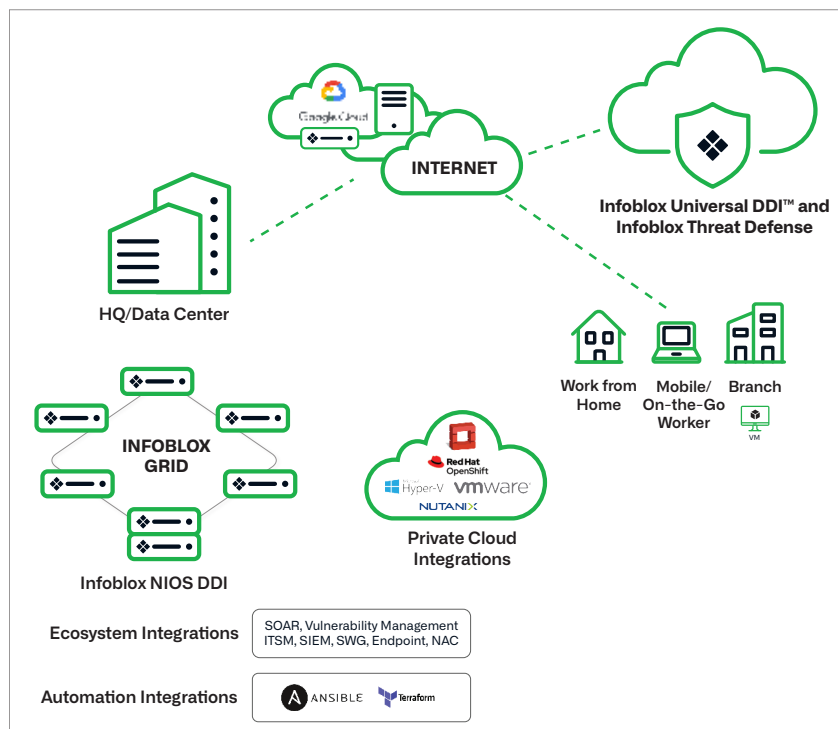 Google Cloud
INTERNET
Infoblox Universal DDI™ and
Infoblox Threat Defense
HQ/Data Center
Work from
Home
Mobile/
On-the-Go
Worker
Branch
VM
INFOBLOX
GRID
Infoblox NIOS DDI
Red Hat
OpenShift
Hyper-V
vmware®
NUTANIX
Private Cloud
Integrations
Ecosystem Integrations
SOAR, Vulnerability Management
ITSM, SIEM, SWG, Endpoint, NAC
Automation Integrations
ANSIBLE
Terraform